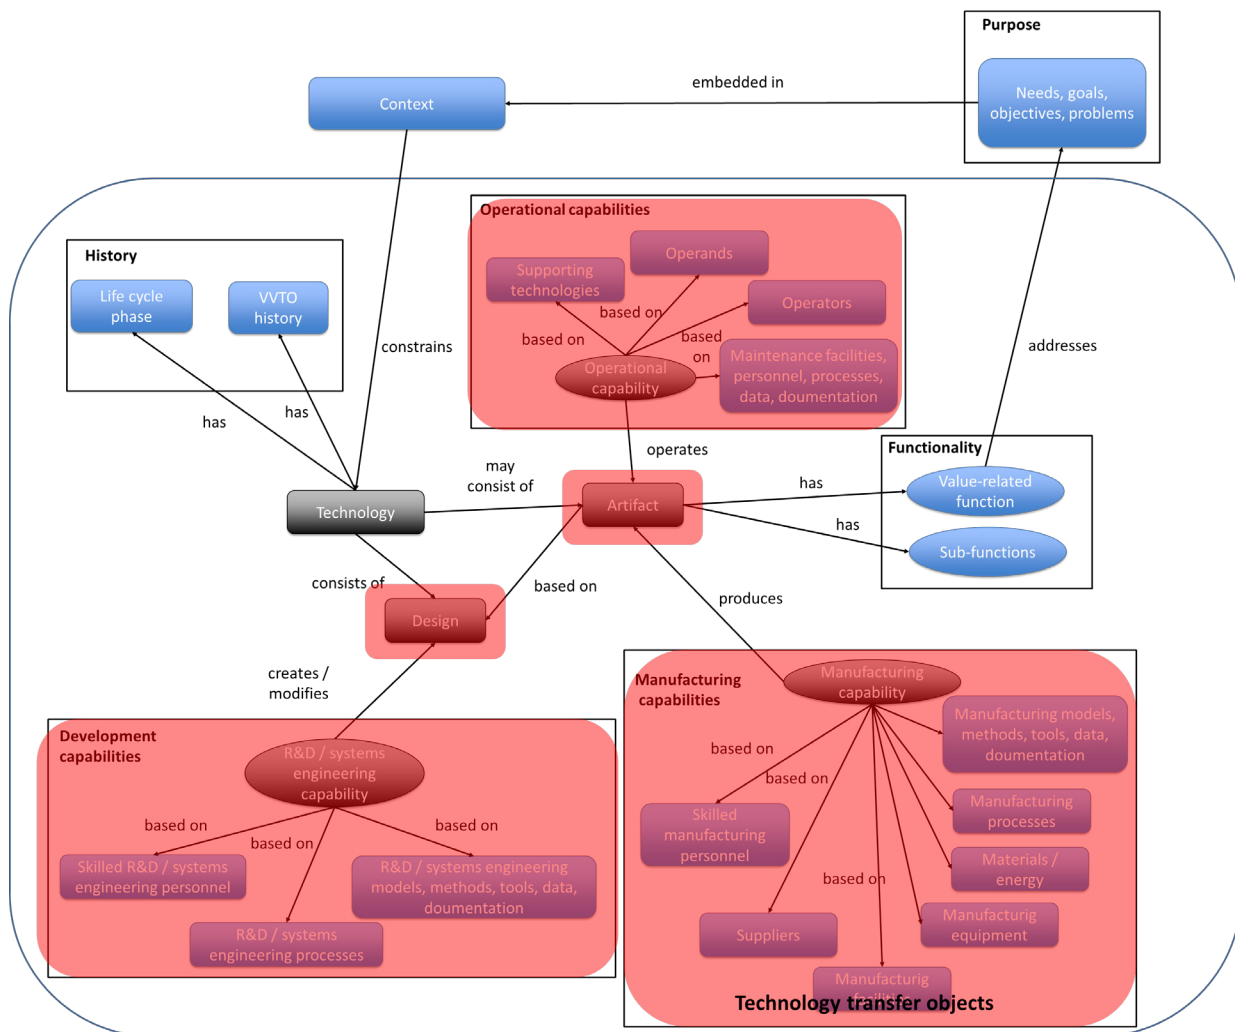 Purpose
Needs, goals,
objectives, problems
embedded in
Context
Operational capabilities
Operands
Supporting
technologies
Operators
based on
based on
based
on
Maintenance facilities,
personnel, processes,
data, doumentation
Operational
capability
History
Life cycle
phase
VVTO
history
constrains
addresses
has
has
operates
Functionality
Value-related
function
Sub-functions
has
has
may
consist of
Technology
Artifact
consists of
based on
Design
produces
creates /
modifies
Manufacturing
capabilities
Manufacturing
capability
Manufacturing models,
methods, tools, data,
doumentation
based on
based on
Manufacturing
processes
Skilled
manufacturing
personnel
Materials /
energy
based on
Manufacturig
equipment
Suppliers
Manufacturig
facilities
Technology transfer objects
Development
capabilities
R&D / systems
engineering
capability
based on
based on
based on
Skilled R&D / systems
engineering personnel
R&D / systems engineering
models, methods, tools, data,
doumentation
R&D / systems
engineering processes